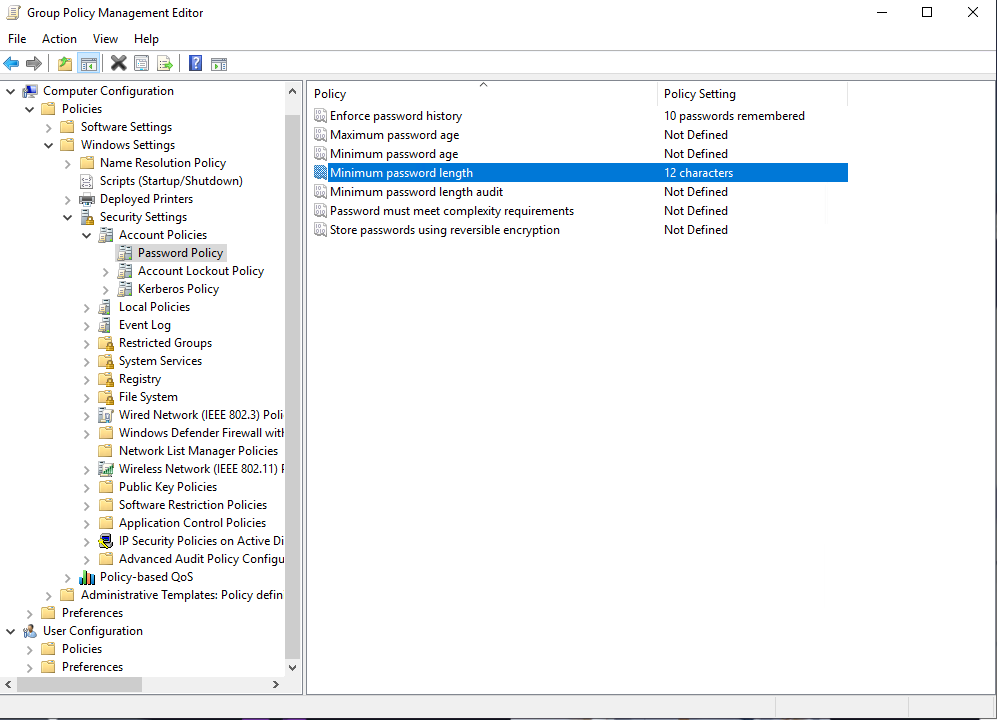 Group Policy Management Editor
File Action View Help
Policy Policy Setting
Enforce password history 10 passwords remembered
Maximum password age Not Defined
Minimum password age Not Defined
Minimum password length 12 characters
Minimum password length audit Not Defined
Password must meet complexity requirements Not Defined
Store passwords using reversible encryption Not Defined
Computer Configuration
Policies
Software Settings
Windows Settings
Name Resolution Policy
Scripts (Startup/Shutdown)
Deployed Printers
Security Settings
Account Policies
Password Policy
Account Lockout Policy
Kerberos Policy
Local Policies
Event Log
Restricted Groups
System Services
Registry
File System
Wired Network (IEEE 802.3) Poli
Windows Defender Firewall with
Network List Manager Policies
Wireless Network (IEEE 802.11) P
Public Key Policies
Software Restriction Policies
Application Control Policies
IP Security Policies on Active Di
Advanced Audit Policy Configu
Policy-based QoS
Administrative Templates: Policy defin
Preferences
User Configuration
Policies
Preferences